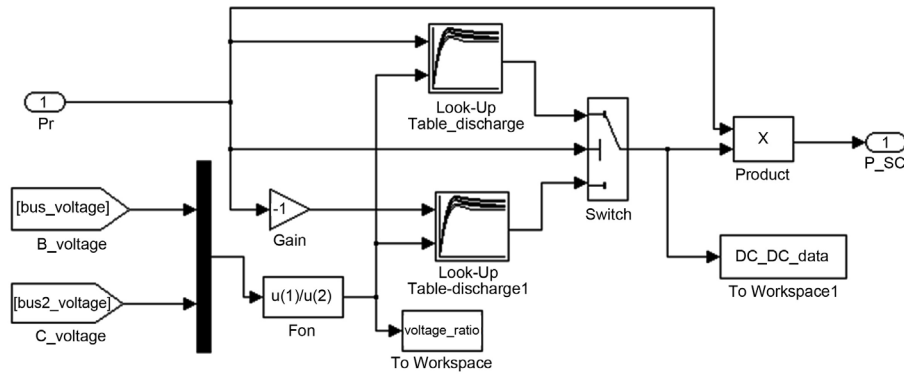 1
Pr
Look-Up
Table_discharge
1
P_SC
X
Product
[bus_voltage]
B_voltage
-1
Gain
Switch
Look-Up
Table-discharge1
DC_DC_data
To Workspace1
[bus2_voltage]
C_voltage
u(1)/u(2)
Fon
voltage_ratio
To Workspace